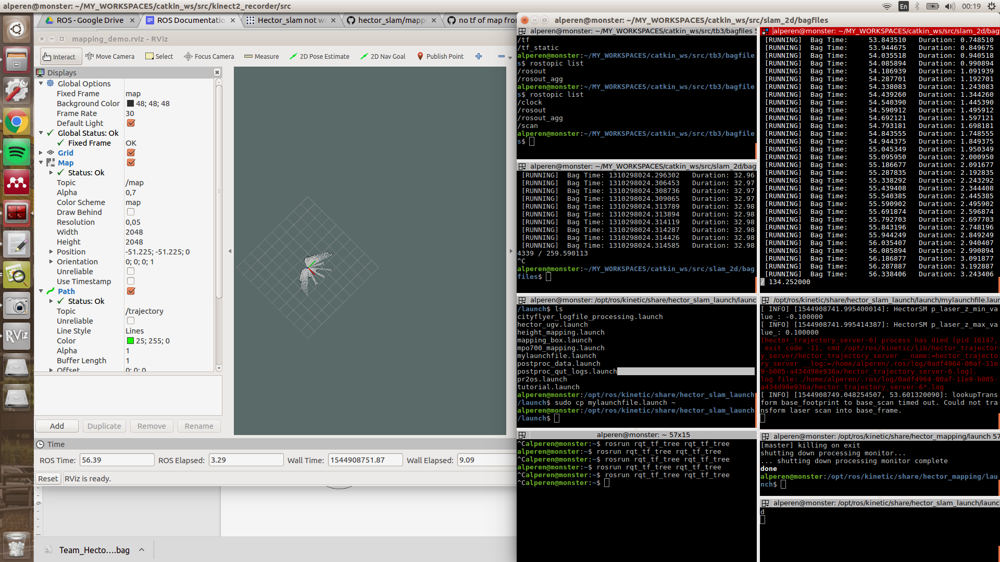 alperen@monster: ~/MY_WORKSPACES/catkin_ws/src/kinect2_recorder/src
En
00:19
ROS - Google Drive
ROS Documentatio
Hector_slam not w
hector_slam/mapp
no tf of map from
mapping_demo.rviz - RViz
Interact
Move Camera
Select
Focus Camera
Measure
2D Pose Estimate
2D Nav Goal
Publish Point
Displays
Global Options
Fixed Frame map
Background Color 48; 48; 48
Frame Rate 30
Default Light
Global Status: Ok
Fixed Frame OK
Grid
Map
Status: Ok
Topic /map
Alpha 0,7
Color Scheme map
Draw Behind
Resolution 0,05
Width 2048
Height 2048
Position -51.225; -51.225; 0
Orientation 0; 0; 0; 1
Unreliable
Use Timestamp
Path
Status: Ok
Topic /trajectory
Unreliable
Line Style Lines
Color 25; 255; 0
Alpha 1
Buffer Length 1
Offset 0; 0; 0
Add
Duplicate
Remove
Rename
Time
ROS Time: 56.39
ROS Elapsed: 3.29
Wall Time: 1544908751.87
Wall Elapsed: 9.09
Reset
RViz is ready.
RViz
Team_Hecto....bag
alperen@monster: ~/MY_WORKSPACES/catkin_ws/src/slam_2d/bagfiles
alperen@monster: ~/MY_WORKSPACES/catkin_ws/src/tb3/bagfiles 5
/tf
/tf_static
alperen@monster:~/MY_WORKSPACES/catkin_ws/src/tb3/bagfile
s$ rostopic list
/rosout
/rosout_agg
alperen@monster:~/MY_WORKSPACES/catkin_ws/src/tb3/bagfile
s$ rostopic list
/clock
/rosout
/rosout_agg
/scan
alperen@monster:~/MY_WORKSPACES/catkin_ws/src/tb3/bagfile
s$
alperen@monster: ~/MY_WORKSPACES/catkin_ws/src/slam_2d/bag
[RUNNING]  Bag Time: 1310298024.296302   Duration: 32.96
[RUNNING]  Bag Time: 1310298024.306453   Duration: 32.97
[RUNNING]  Bag Time: 1310298024.308736   Duration: 32.97
[RUNNING]  Bag Time: 1310298024.309065   Duration: 32.97
[RUNNING]  Bag Time: 1310298024.313789   Duration: 32.98
[RUNNING]  Bag Time: 1310298024.313894   Duration: 32.98
[RUNNING]  Bag Time: 1310298024.314119   Duration: 32.98
[RUNNING]  Bag Time: 1310298024.314287   Duration: 32.98
[RUNNING]  Bag Time: 1310298024.314426   Duration: 32.98
[RUNNING]  Bag Time: 1310298024.314585   Duration: 32.98
4339 / 259.590113
^C
alperen@monster:~/MY_WORKSPACES/catkin_ws/src/slam_2d/bag
files$
alperen@monster: /opt/ros/kinetic/share/hector_slam_launch/launc
/launch$ ls
cityflyer_logfile_processing.launch
hector_ugv.launch
height_mapping.launch
mapping_box.launch
mpo700_mapping.launch
mylaunchfile.launch
postproc_data.launch
postproc_qut_logs.launch
pr2os.launch
tutorial.launch
alperen@monster:/opt/ros/kinetic/share/hector_slam_launch
/launch$ sudo cp mylaunchfile.launch ~
alperen@monster:/opt/ros/kinetic/share/hector_slam_launch
/launch$
alperen@monster: ~ 57x15
^Calperen@monster:~$ rosrun rqt_tf_tree rqt_tf_tree
alperen@monster:~$ rosrun rqt_tf_tree rqt_tf_tree
^Calperen@monster:~$ rosrun rqt_tf_tree rqt_tf_tree
alperen@monster:~$ rosrun rqt_tf_tree rqt_tf_tree
^Calperen@monster:~$ rosrun rqt_tf_tree rqt_tf_tree
^Calperen@monster:~$
alperen@monster: ~/MY_WORKSPACES/catkin_ws/src/slam_2d/bag
[RUNNING]  Bag Time:     53.843510   Duration: 0.748510
[RUNNING]  Bag Time:     53.944675   Duration: 0.849675
[RUNNING]  Bag Time:     54.035518   Duration: 0.940518
[RUNNING]  Bag Time:     54.085894   Duration: 0.990894
[RUNNING]  Bag Time:     54.186939   Duration: 1.091939
[RUNNING]  Bag Time:     54.287701   Duration: 1.192701
[RUNNING]  Bag Time:     54.338083   Duration: 1.243083
[RUNNING]  Bag Time:     54.439260   Duration: 1.344260
[RUNNING]  Bag Time:     54.540390   Duration: 1.445390
[RUNNING]  Bag Time:     54.590912   Duration: 1.495912
[RUNNING]  Bag Time:     54.692121   Duration: 1.597121
[RUNNING]  Bag Time:     54.793181   Duration: 1.698181
[RUNNING]  Bag Time:     54.843555   Duration: 1.748555
[RUNNING]  Bag Time:     54.944375   Duration: 1.849375
[RUNNING]  Bag Time:     55.045349   Duration: 1.950349
[RUNNING]  Bag Time:     55.095950   Duration: 2.000950
[RUNNING]  Bag Time:     55.186677   Duration: 2.091677
[RUNNING]  Bag Time:     55.287835   Duration: 2.192835
[RUNNING]  Bag Time:     55.338292   Duration: 2.243292
[RUNNING]  Bag Time:     55.439408   Duration: 2.344408
[RUNNING]  Bag Time:     55.540385   Duration: 2.445385
[RUNNING]  Bag Time:     55.590902   Duration: 2.495902
[RUNNING]  Bag Time:     55.691874   Duration: 2.596874
[RUNNING]  Bag Time:     55.792703   Duration: 2.697703
[RUNNING]  Bag Time:     55.843196   Duration: 2.748196
[RUNNING]  Bag Time:     55.944249   Duration: 2.849249
[RUNNING]  Bag Time:     56.035407   Duration: 2.940407
[RUNNING]  Bag Time:     56.085894   Duration: 2.990894
[RUNNING]  Bag Time:     56.186877   Duration: 3.091877
[RUNNING]  Bag Time:     56.287887   Duration: 3.192887
[RUNNING]  Bag Time:     56.338406   Duration: 3.243406
/ 134.252000
/opt/ros/kinetic/share/hector_slam_launch/launch/mylaunchfile.laun
[ INFO] [1544908741.995400014]: HectorSM p_laser_z_min_va
lue_: -0.100000
[ INFO] [1544908741.995414387]: HectorSM p_laser_z_max_va
lue_: 0.100000
[hector_trajectory_server-6] process has died [pid 16147,
exit code -11, cmd /opt/ros/kinetic/lib/hector_trajector
y_server/hector_trajectory_server __name:=hector_trajecto
ry_server __log:=/home/alperen/.ros/log/0adf4964-00af-11e
9-b005-a434d98e936a/hector_trajectory_server-6.log].
log file: /home/alperen/.ros/log/0adf4964-00af-11e9-b005-
a434d98e936a/hector_trajectory_server-6*.log
[ INFO] [1544908749.048254507, 53.601320090]: lookupTrans
form base_footprint to base_scan timed out. Could not tra
nsform laser scan into base_frame.
alperen@monster: /opt/ros/kinetic/share/hector_mapping/launch 57
[master] killing on exit
shutting down processing monitor...
... shutting down processing monitor complete
done
alperen@monster:/opt/ros/kinetic/share/hector_mapping/lau
nch$
alperen@monster: /opt/ros/kinetic/share/hector_slam_launch/launc
d